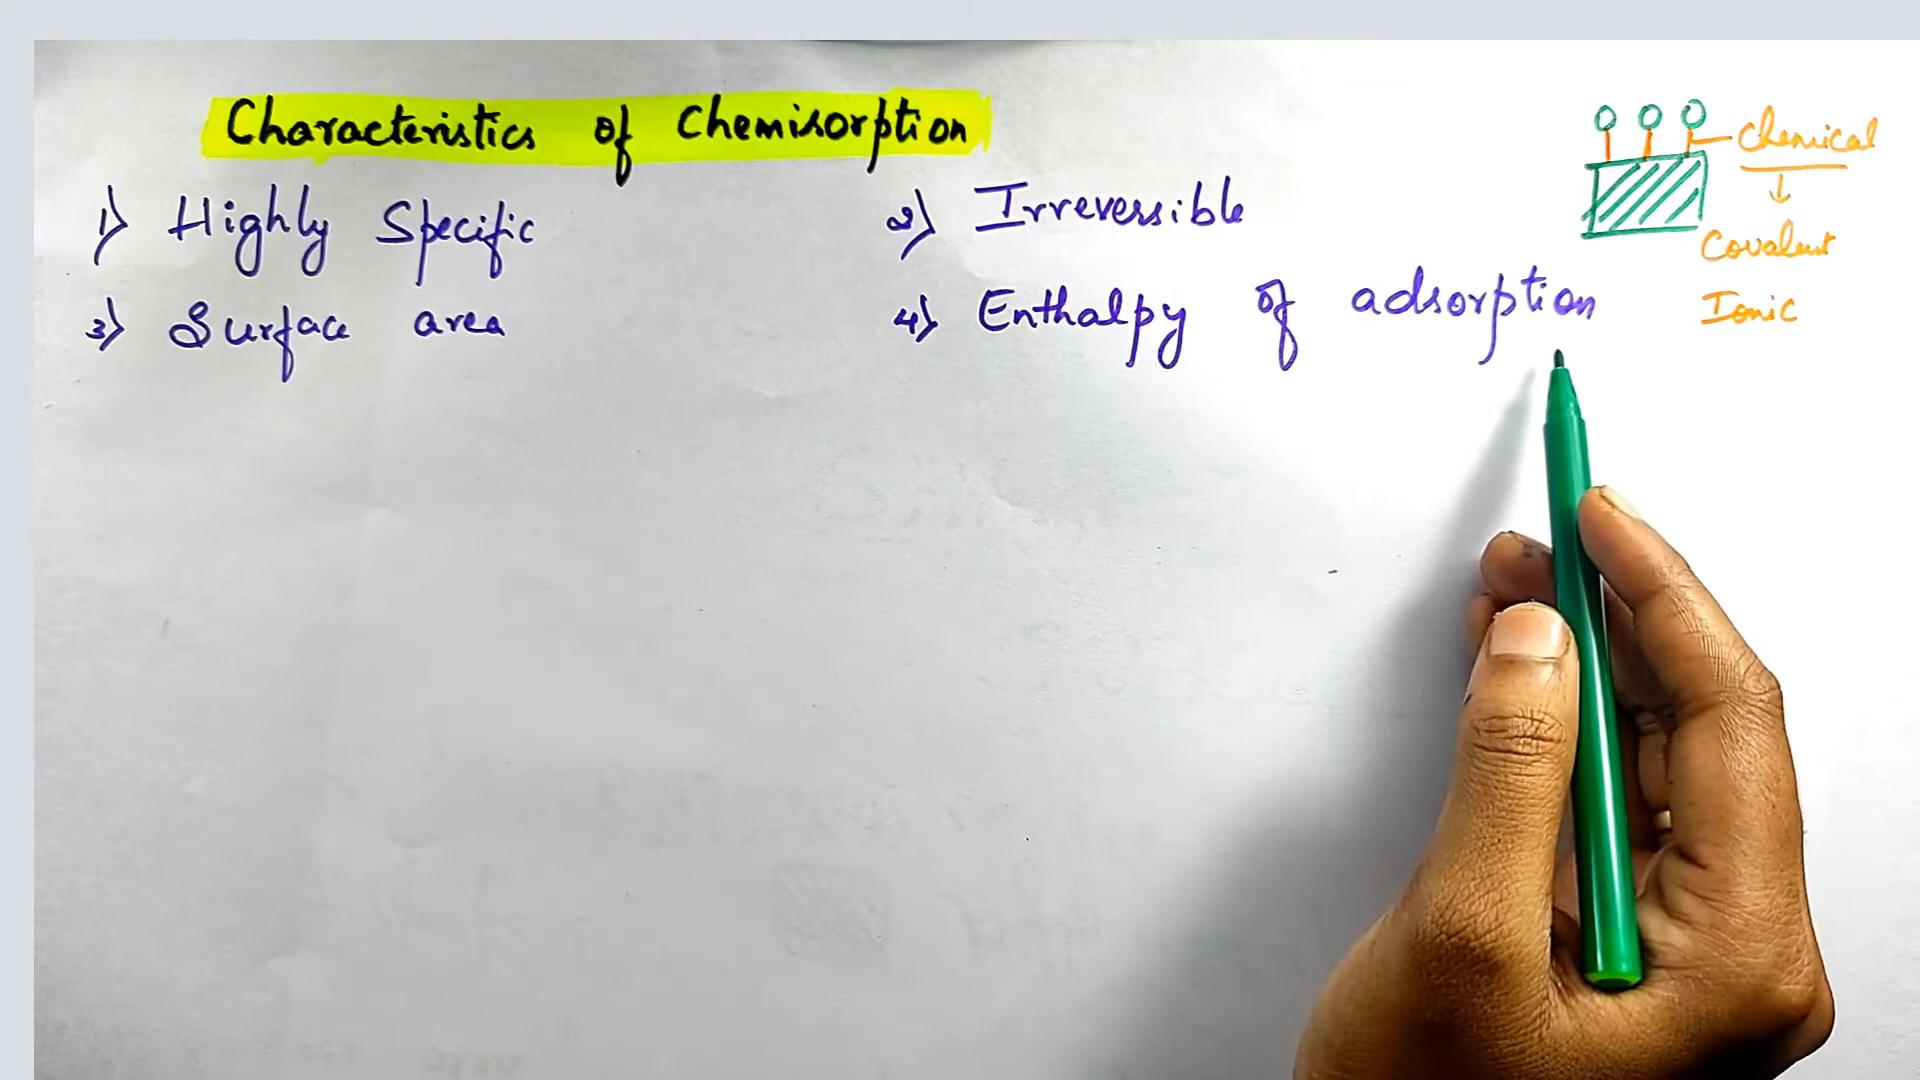 Characteristics of Chemisorption
1) Highly Specific
2) Irreversible
3) Surface area
4) Enthalpy of adsorption
Chemical
↓
Covalent
Ionic